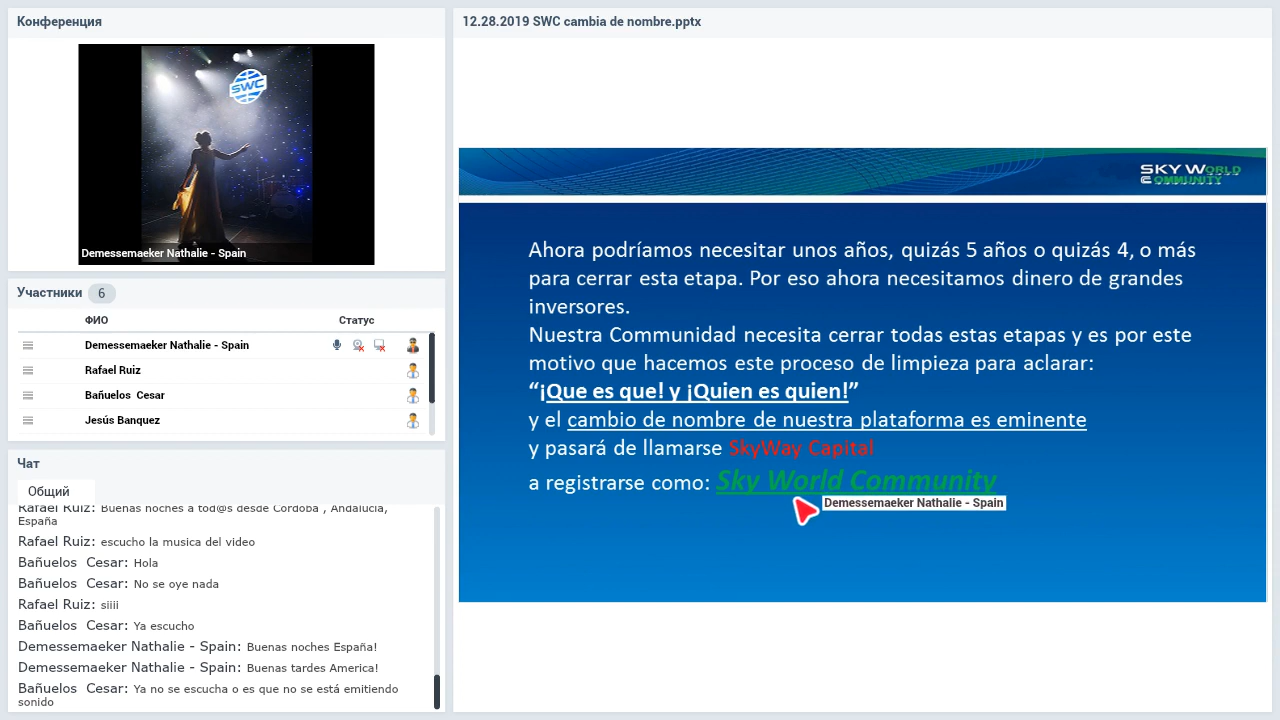 Конференция
SWC
Demessemaeker Nathalie - Spain
Участники 6
ФИО Статус
Demessemaeker Nathalie - Spain
Rafael Ruiz
Bañuelos Cesar
Jesús Banquez
Чат
Общий
Rafael Ruiz: Buenas noches a tod@s desde Cordoba , Andalucia,
España
Rafael Ruiz: escucho la musica del video
Bañuelos Cesar: Hola
Bañuelos Cesar: No se oye nada
Rafael Ruiz: siiii
Bañuelos Cesar: Ya escucho
Demessemaeker Nathalie - Spain: Buenas noches España!
Demessemaeker Nathalie - Spain: Buenas tardes America!
Bañuelos Cesar: Ya no se escucha o es que no se está emitiendo
sonido
12.28.2019 SWC cambia de nombre.pptx
SKY WORLD
COMMUNITY
Ahora podríamos necesitar unos años, quizás 5 años o quizás 4, o más
para cerrar esta etapa. Por eso ahora necesitamos dinero de grandes
inversores.
Nuestra Communidad necesita cerrar todas estas etapas y es por este
motivo que hacemos este proceso de limpieza para aclarar:
“¡Que es que! y ¡Quien es quien!”
y el cambio de nombre de nuestra plataforma es eminente
y pasará de llamarse SkyWay Capital
a registrarse como: Sky World Community
Demessemaeker Nathalie - Spain